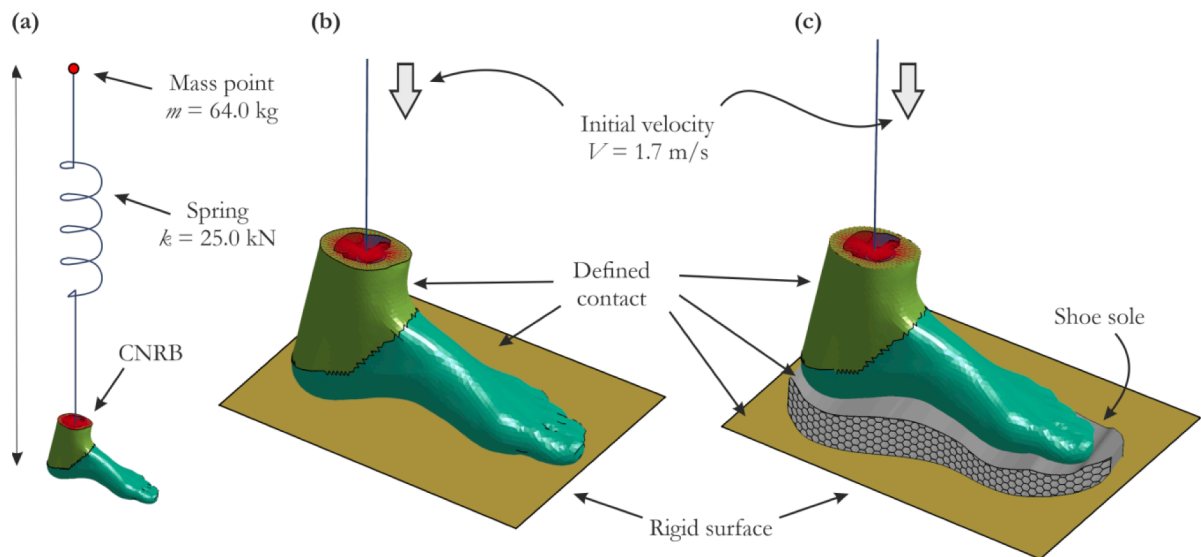 (a)
Mass point
m = 64.0 kg
Spring
k = 25.0 kN
CNRB
(b)
Initial velocity
V = 1.7 m/s
Defined
contact
Rigid surface
(c)
Shoe sole